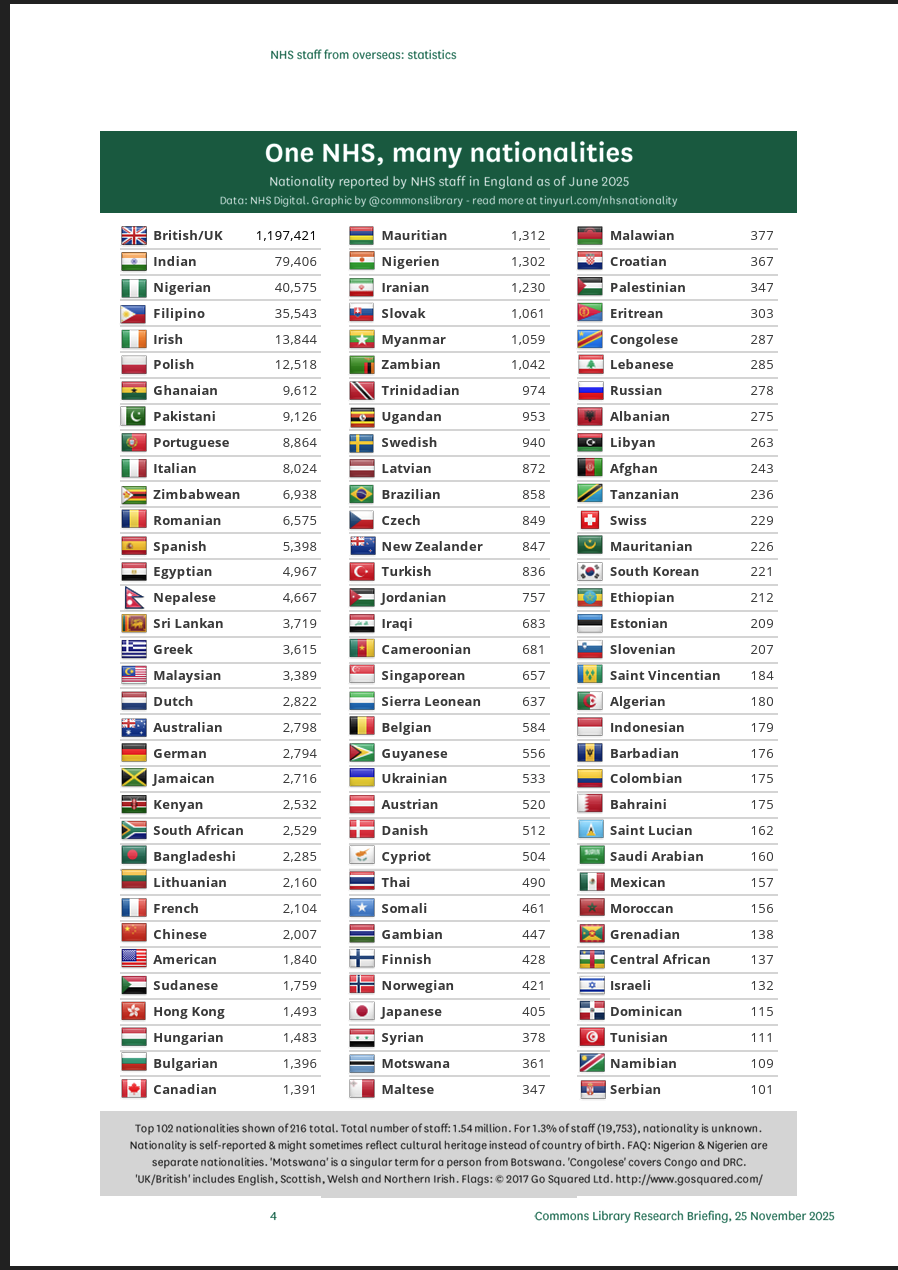 NHS staff from overseas: statistics
One NHS, many nationalities
Nationality reported by NHS staff in England as of June 2025
Data: NHS Digital. Graphic by @commonslibrary - read more at tinyurl.com/nhsnationality
British/UK 1,197,421
Indian 79,406
Nigerian 40,575
Filipino 35,543
Irish 13,844
Polish 12,518
Ghanaian 9,612
Pakistani 9,126
Portuguese 8,864
Italian 8,024
Zimbabwean 6,938
Romanian 6,575
Spanish 5,398
Egyptian 4,967
Nepalese 4,667
Sri Lankan 3,719
Greek 3,615
Malaysian 3,389
Dutch 2,822
Australian 2,798
German 2,794
Jamaican 2,716
Kenyan 2,532
South African 2,529
Bangladeshi 2,285
Lithuanian 2,160
French 2,104
Chinese 2,007
American 1,840
Sudanese 1,759
Hong Kong 1,493
Hungarian 1,483
Bulgarian 1,396
Canadian 1,391
Mauritian 1,312
Nigerien 1,302
Iranian 1,230
Slovak 1,061
Myanmar 1,059
Zambian 1,042
Trinidadian 974
Ugandan 953
Swedish 940
Latvian 872
Brazilian 858
Czech 849
New Zealander 847
Turkish 836
Jordanian 757
Iraqi 683
Cameroonian 681
Singaporean 657
Sierra Leonean 637
Belgian 584
Guyanese 556
Ukrainian 533
Austrian 520
Danish 512
Cypriot 504
Thai 490
Somali 461
Gambian 447
Finnish 428
Norwegian 421
Japanese 405
Syrian 378
Motswana 361
Maltese 347
Malawian 377
Croatian 367
Palestinian 347
Eritrean 303
Congolese 287
Lebanese 285
Russian 278
Albanian 275
Libyan 263
Afghan 243
Tanzanian 236
Swiss 229
Mauritanian 226
South Korean 221
Ethiopian 212
Estonian 209
Slovenian 207
Saint Vincentian 184
Algerian 180
Indonesian 179
Barbadian 176
Colombian 175
Bahraini 175
Saint Lucian 162
Saudi Arabian 160
Mexican 157
Moroccan 156
Grenadian 138
Central African 137
Israeli 132
Dominican 115
Tunisian 111
Namibian 109
Serbian 101
Top 102 nationalities shown of 216 total. Total number of staff: 1.54 million. For 1.3% of staff (19,753), nationality is unknown.
Nationality is self-reported & might sometimes reflect cultural heritage instead of country of birth. FAQ: Nigerian & Nigerien are
separate nationalities. 'Motswana' is a singular term for a person from Botswana. 'Congolese' covers Congo and DRC.
'UK/British' includes English, Scottish, Welsh and Northern Irish. Flags: © 2017 Go Squared Ltd. http://www.gosquared.com/
4
Commons Library Research Briefing, 25 November 2025